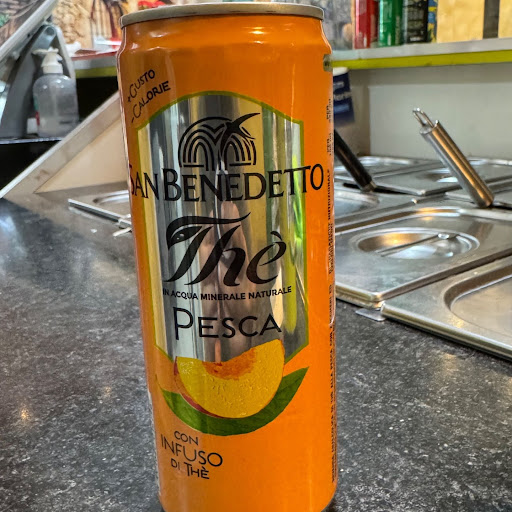 +GUSTO
-CALORIE
SAN BENEDETTO
Thè
IN ACQUA MINERALE NATURALE
PESCA
CON
INFUSO
DI THÈ